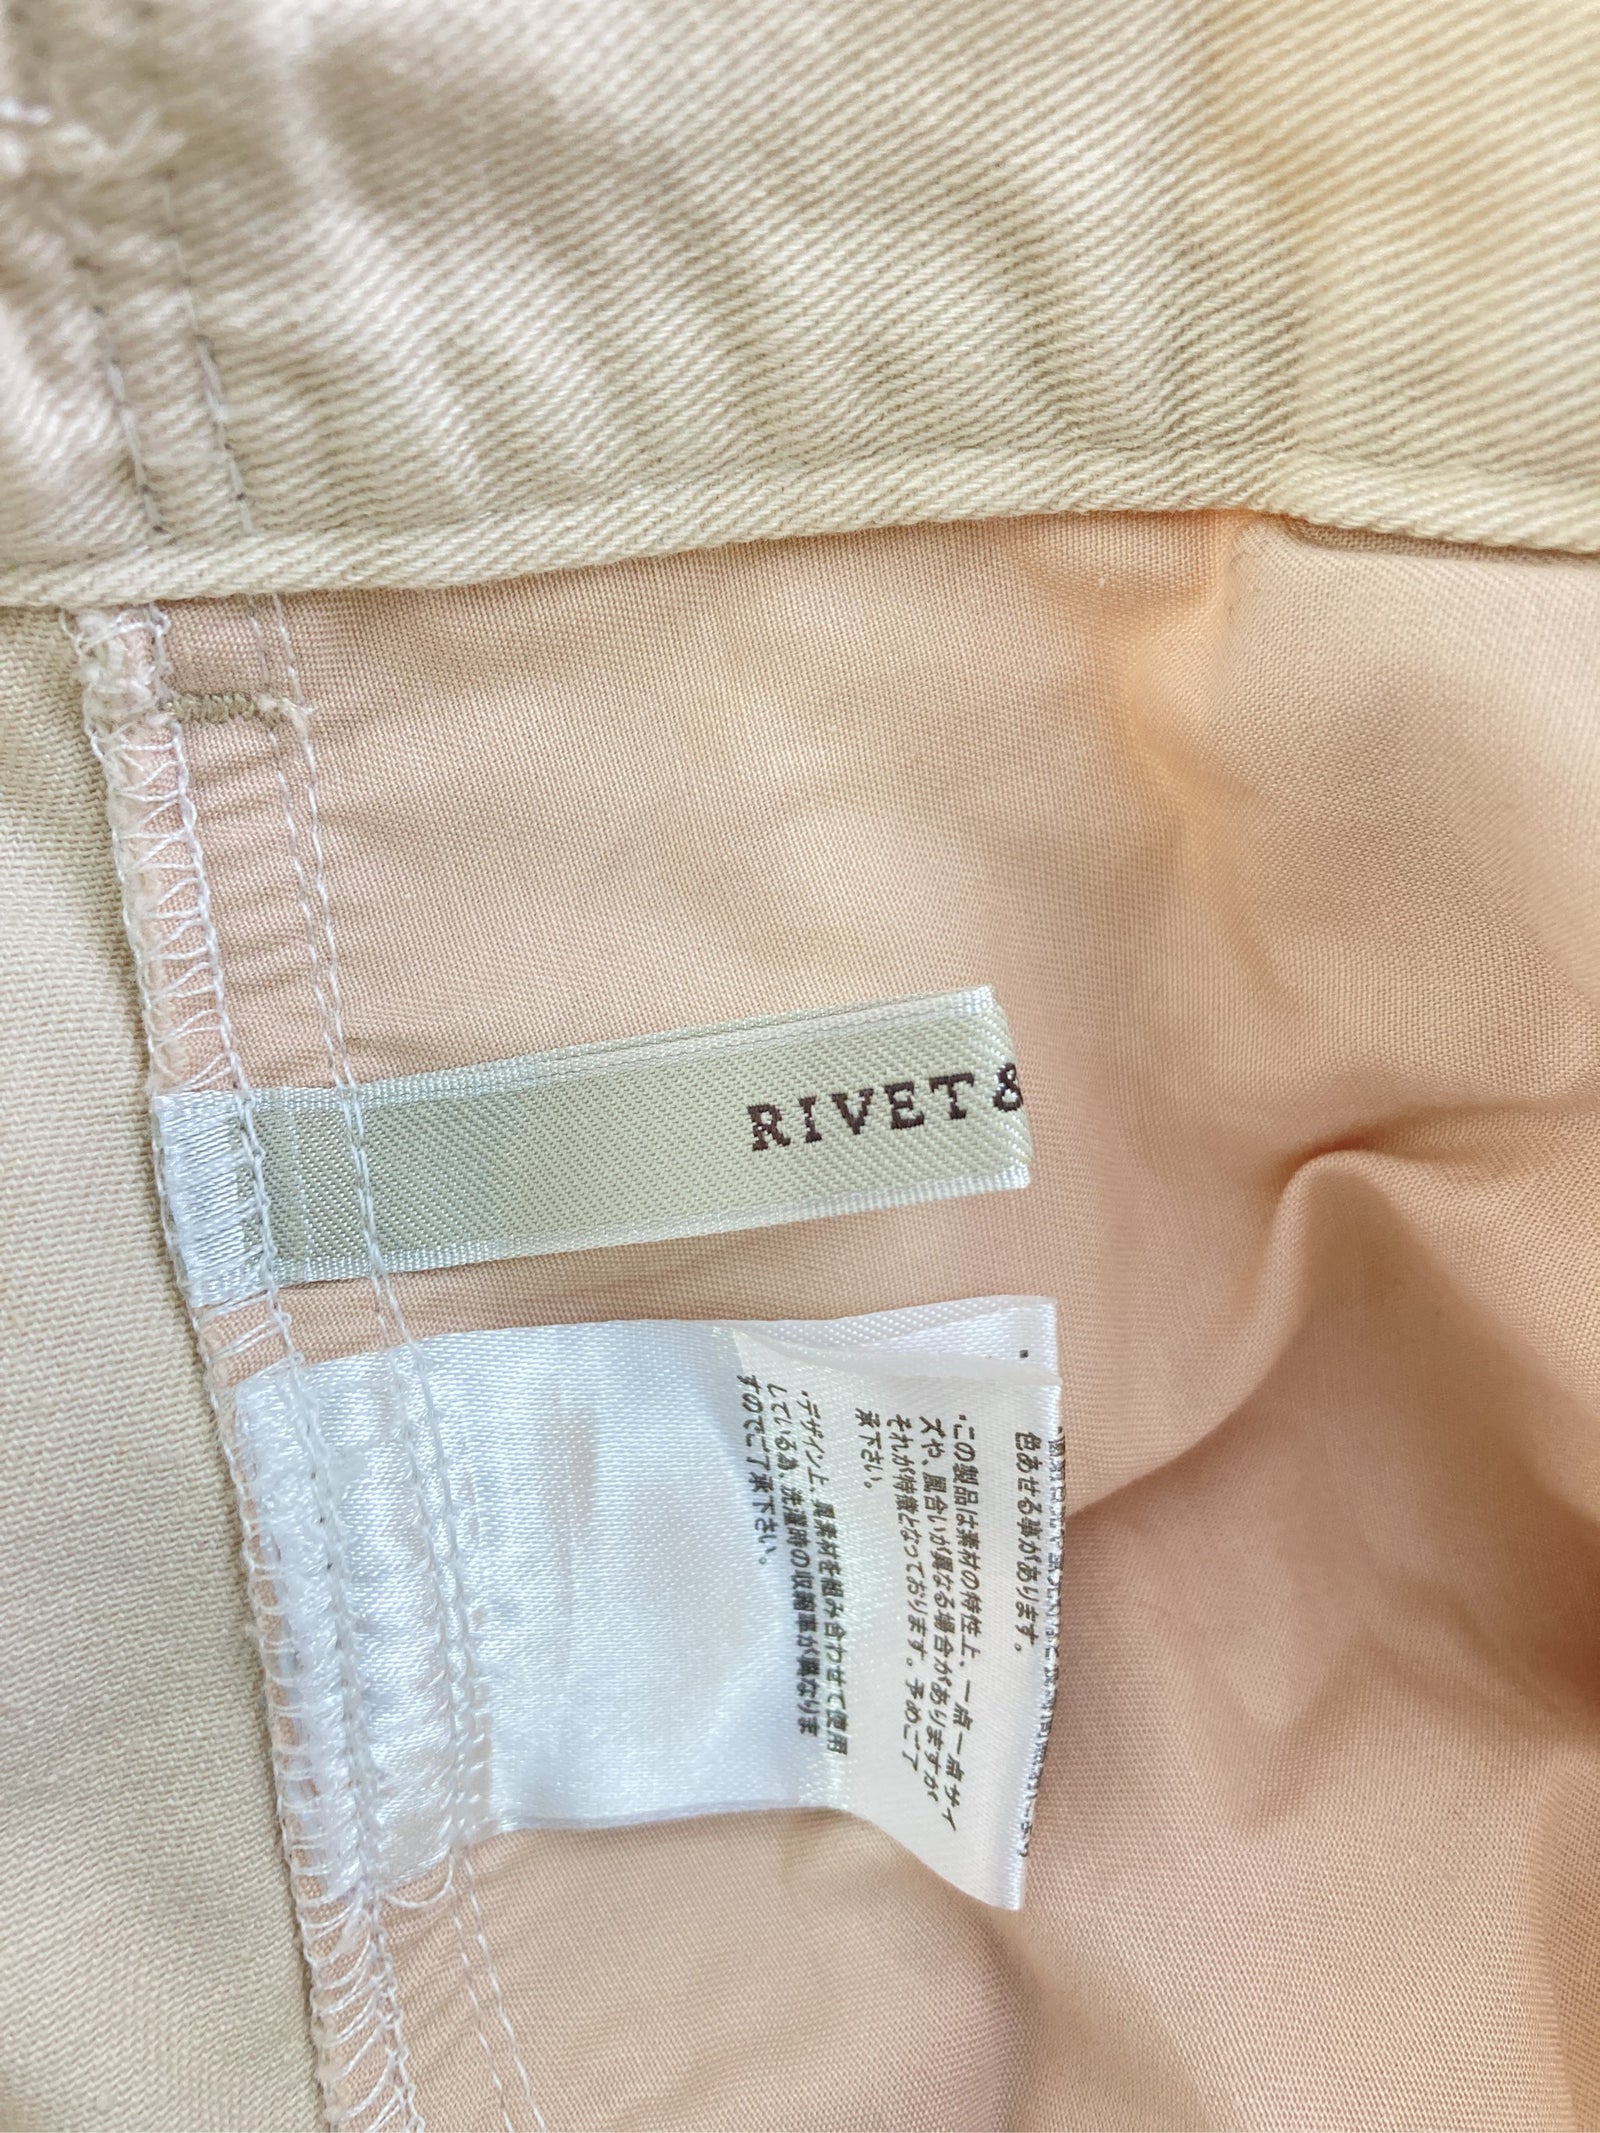 RIVET &
色あせる事があります。
・この製品は素材の特性上、一点一点サイ
ズや、風合いが異なる場合がありますが
それが特徴となっております。予めご了
承下さい。
・デザイン上、異素材を組み合わせて使用
している為、洗濯時の収縮率が異なりま
すのでご了承下さい。